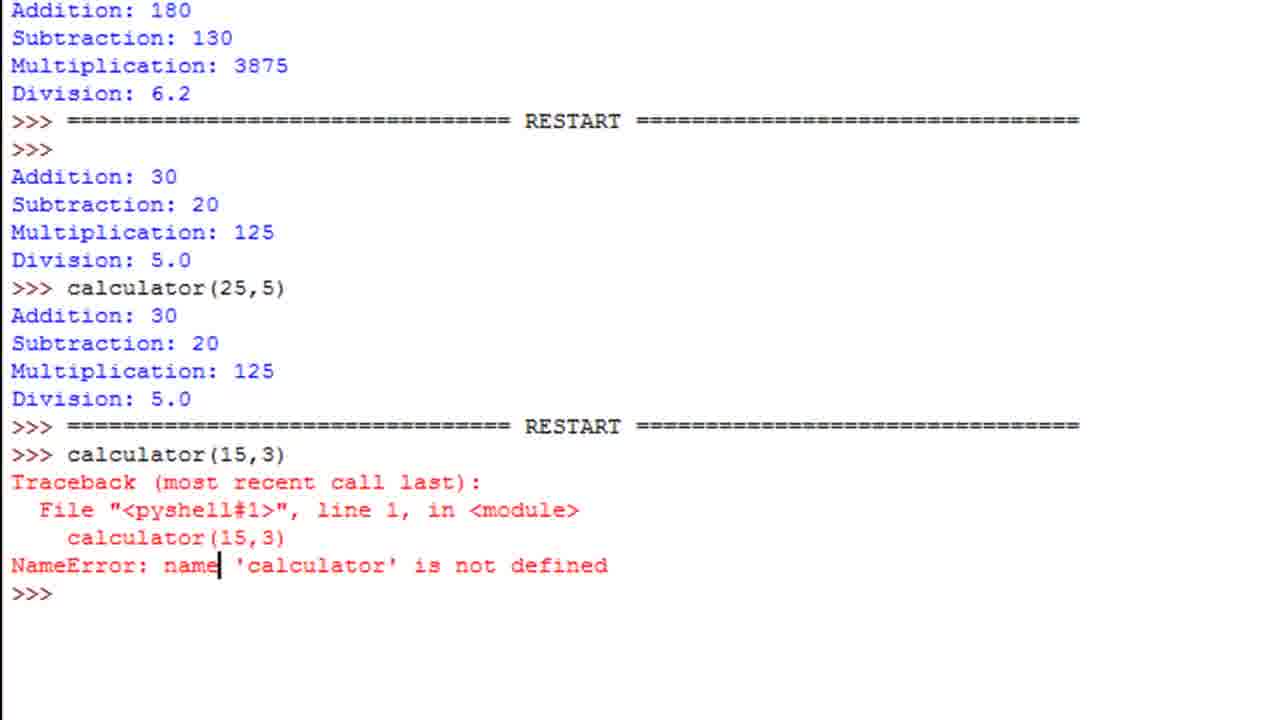 Addition: 180
Subtraction: 130
Multiplication: 3875
Division: 6.2
>>> ================================ RESTART ================================
>>>
Addition: 30
Subtraction: 20
Multiplication: 125
Division: 5.0
>>> calculator(25,5)
Addition: 30
Subtraction: 20
Multiplication: 125
Division: 5.0
>>> ================================ RESTART ================================
>>> calculator(15,3)
Traceback (most recent call last):
  File "<pyshell#1>", line 1, in <module>
    calculator(15,3)
NameError: name 'calculator' is not defined
>>>